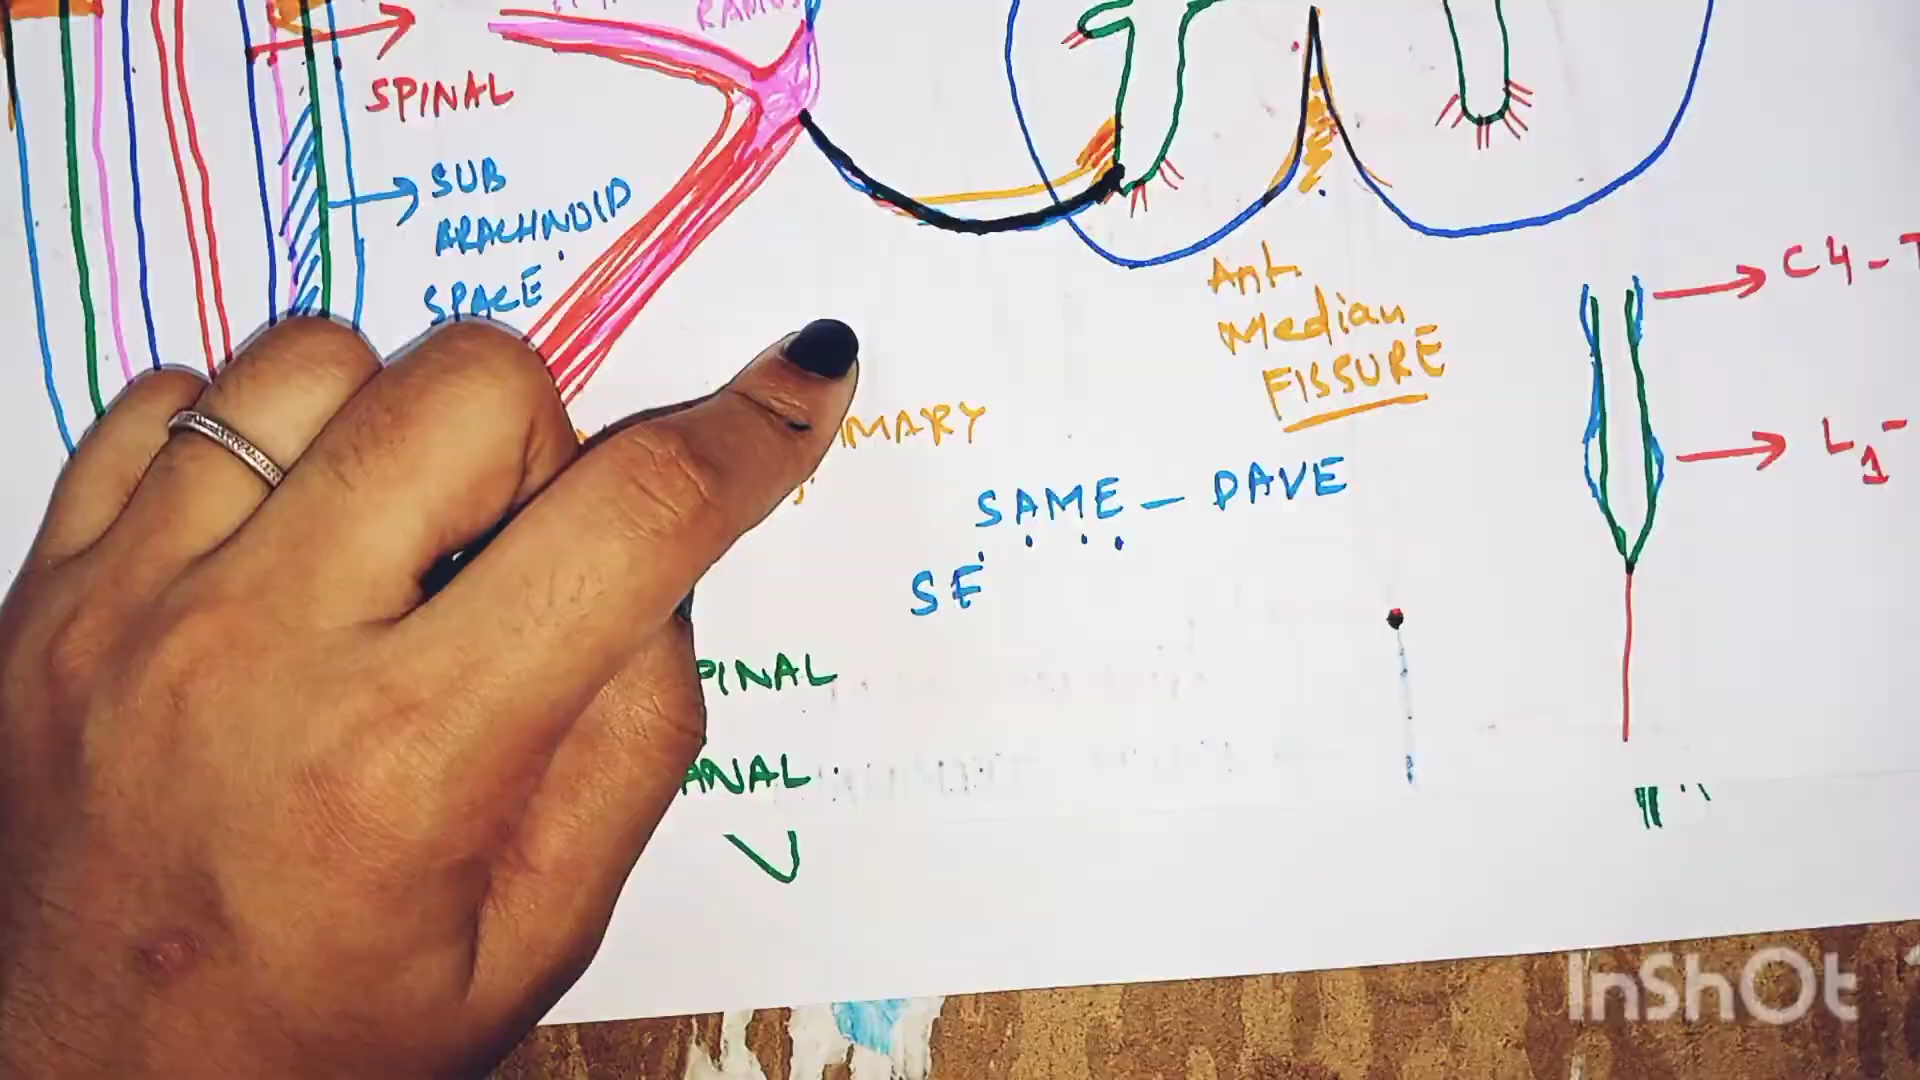 SPINAL
SUB
ARACHNOID
SPACE
Ant.
Median
FISSURE
C4-T
L1-
MARY
SAME - DAVE
SE
PINAL
ANAL
InShOt